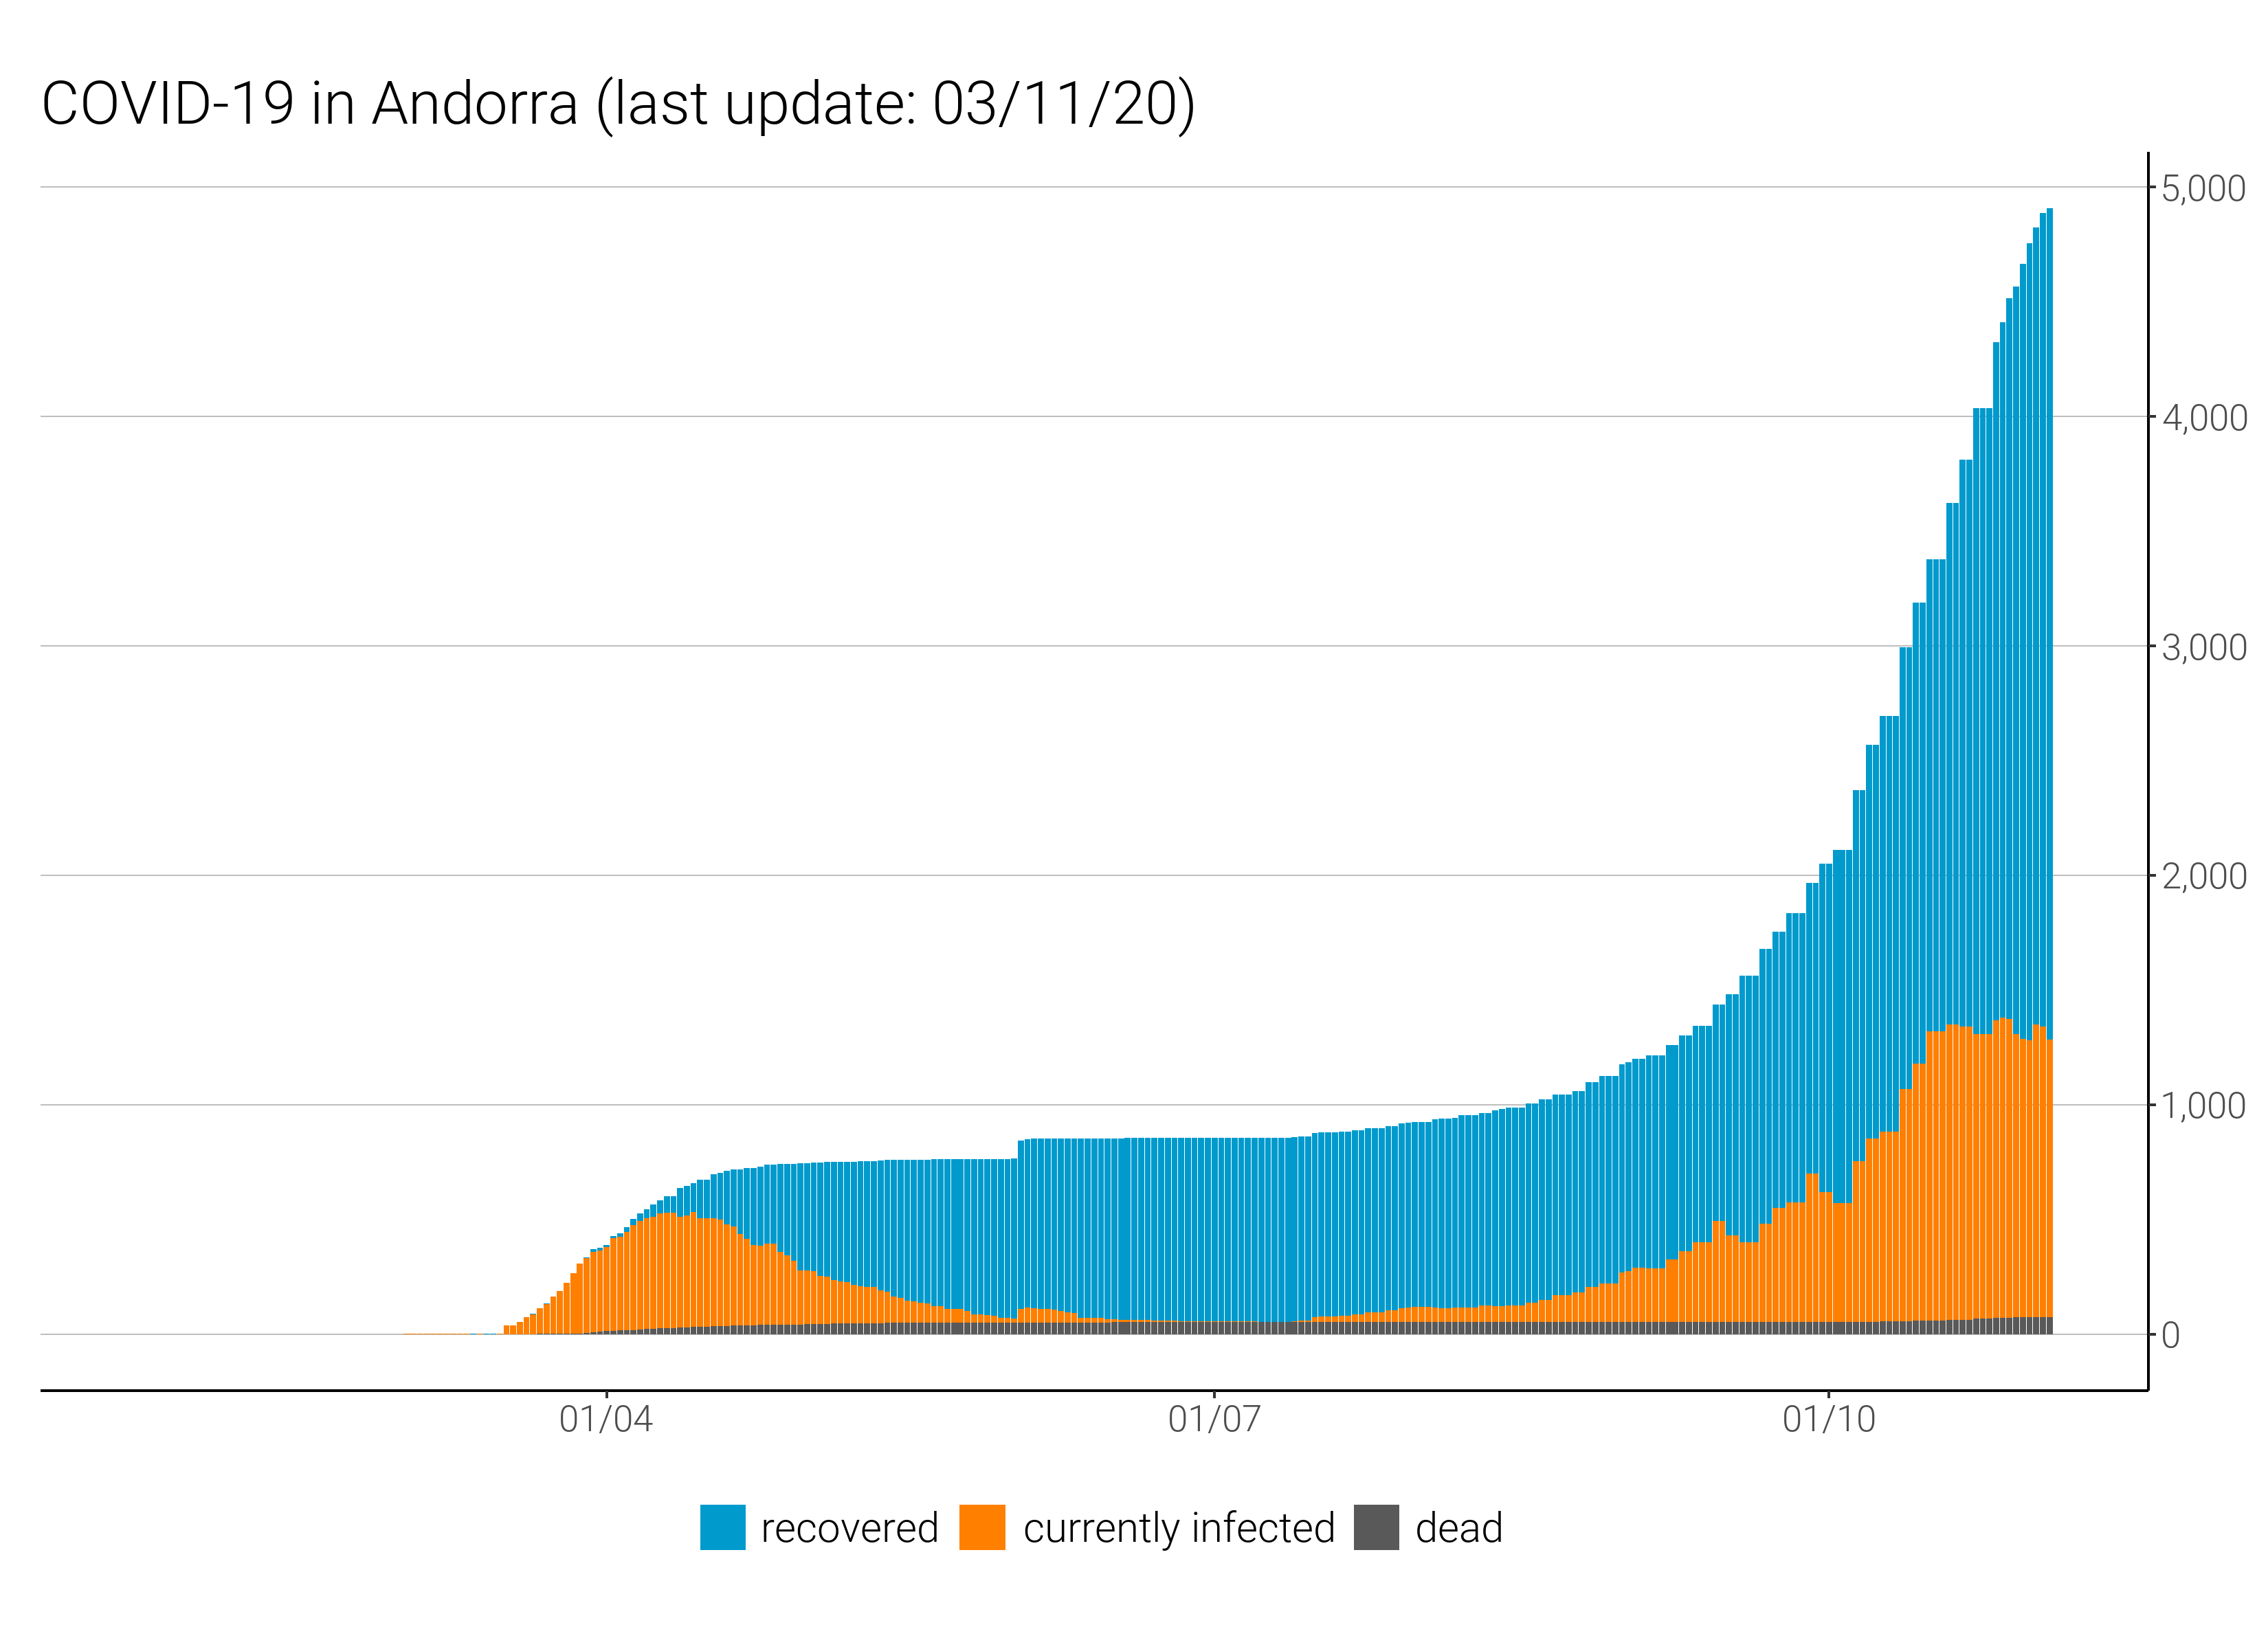 COVID-19 in Andorra (last update: 03/11/20)
5,000
4,000
3,000
2,000
1,000
0
01/04 01/07 01/10
recovered currently infected dead